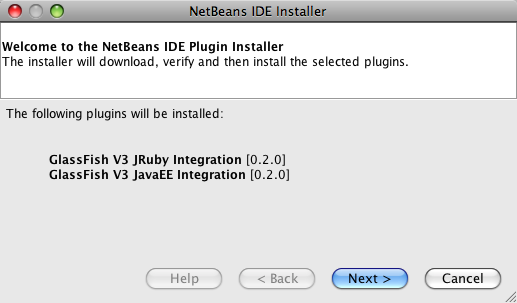 NetBeans IDE Installer
Welcome to the NetBeans IDE Plugin Installer
The installer will download, verify and then install the selected plugins.
The following plugins will be installed:
GlassFish V3 JRuby Integration [0.2.0]
GlassFish V3 JavaEE Integration [0.2.0]
Help
< Back
Next >
Cancel